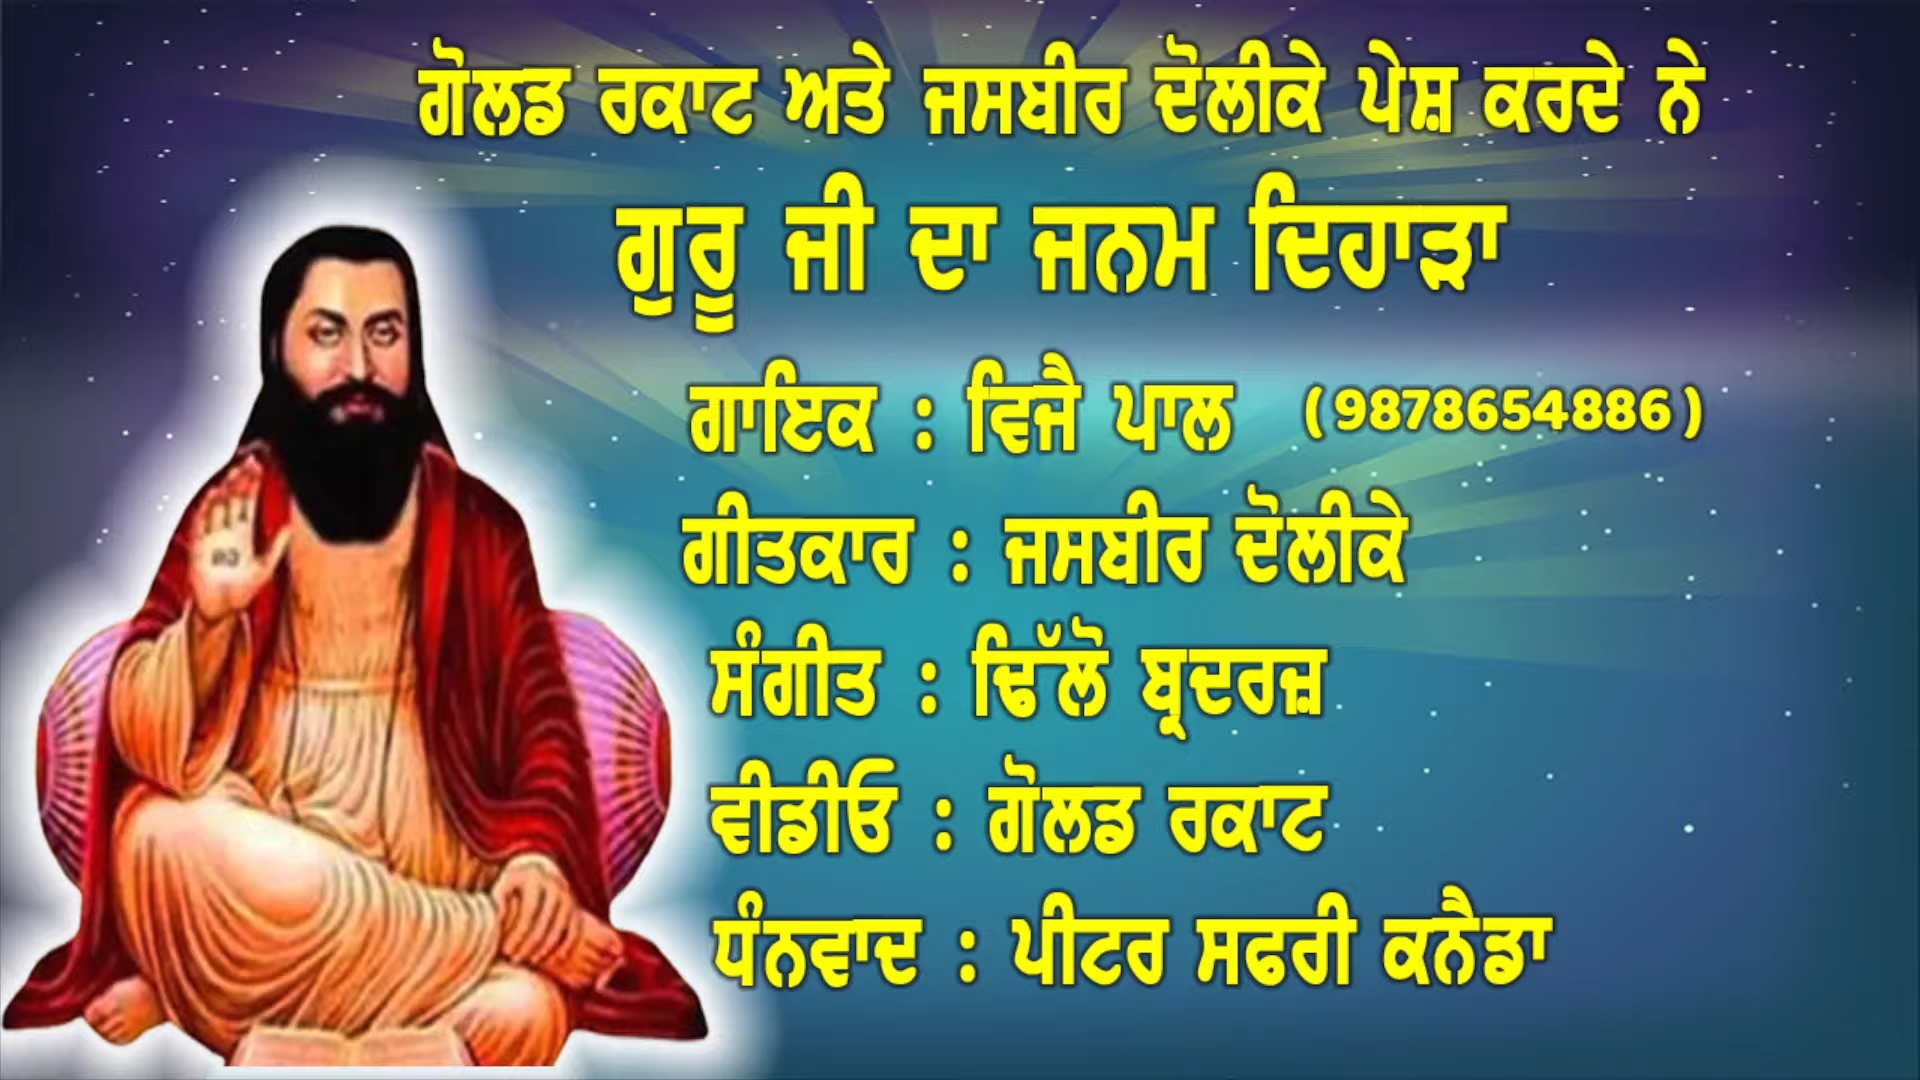 ਗੋਲਡ ਰਕਾਟ ਅਤੇ ਜਸਬੀਰ ਦੋਲੀਕੇ ਪੇਸ਼ ਕਰਦੇ ਨੇ
ਗੁਰੂ ਜੀ ਦਾ ਜਨਮ ਦਿਹਾੜਾ
ਗਾਇਕ : ਵਿਜੈ ਪਾਲ (9878654886)
ਗੀਤਕਾਰ : ਜਸਬੀਰ ਦੋਲੀਕੇ
ਸੰਗੀਤ : ਢਿੱਲੋ ਬ੍ਰਦਰਜ਼
ਵੀਡੀਓ : ਗੋਲਡ ਰਕਾਟ
ਧੰਨਵਾਦ : ਪੀਟਰ ਸਫਰੀ ਕਨੈਡਾ